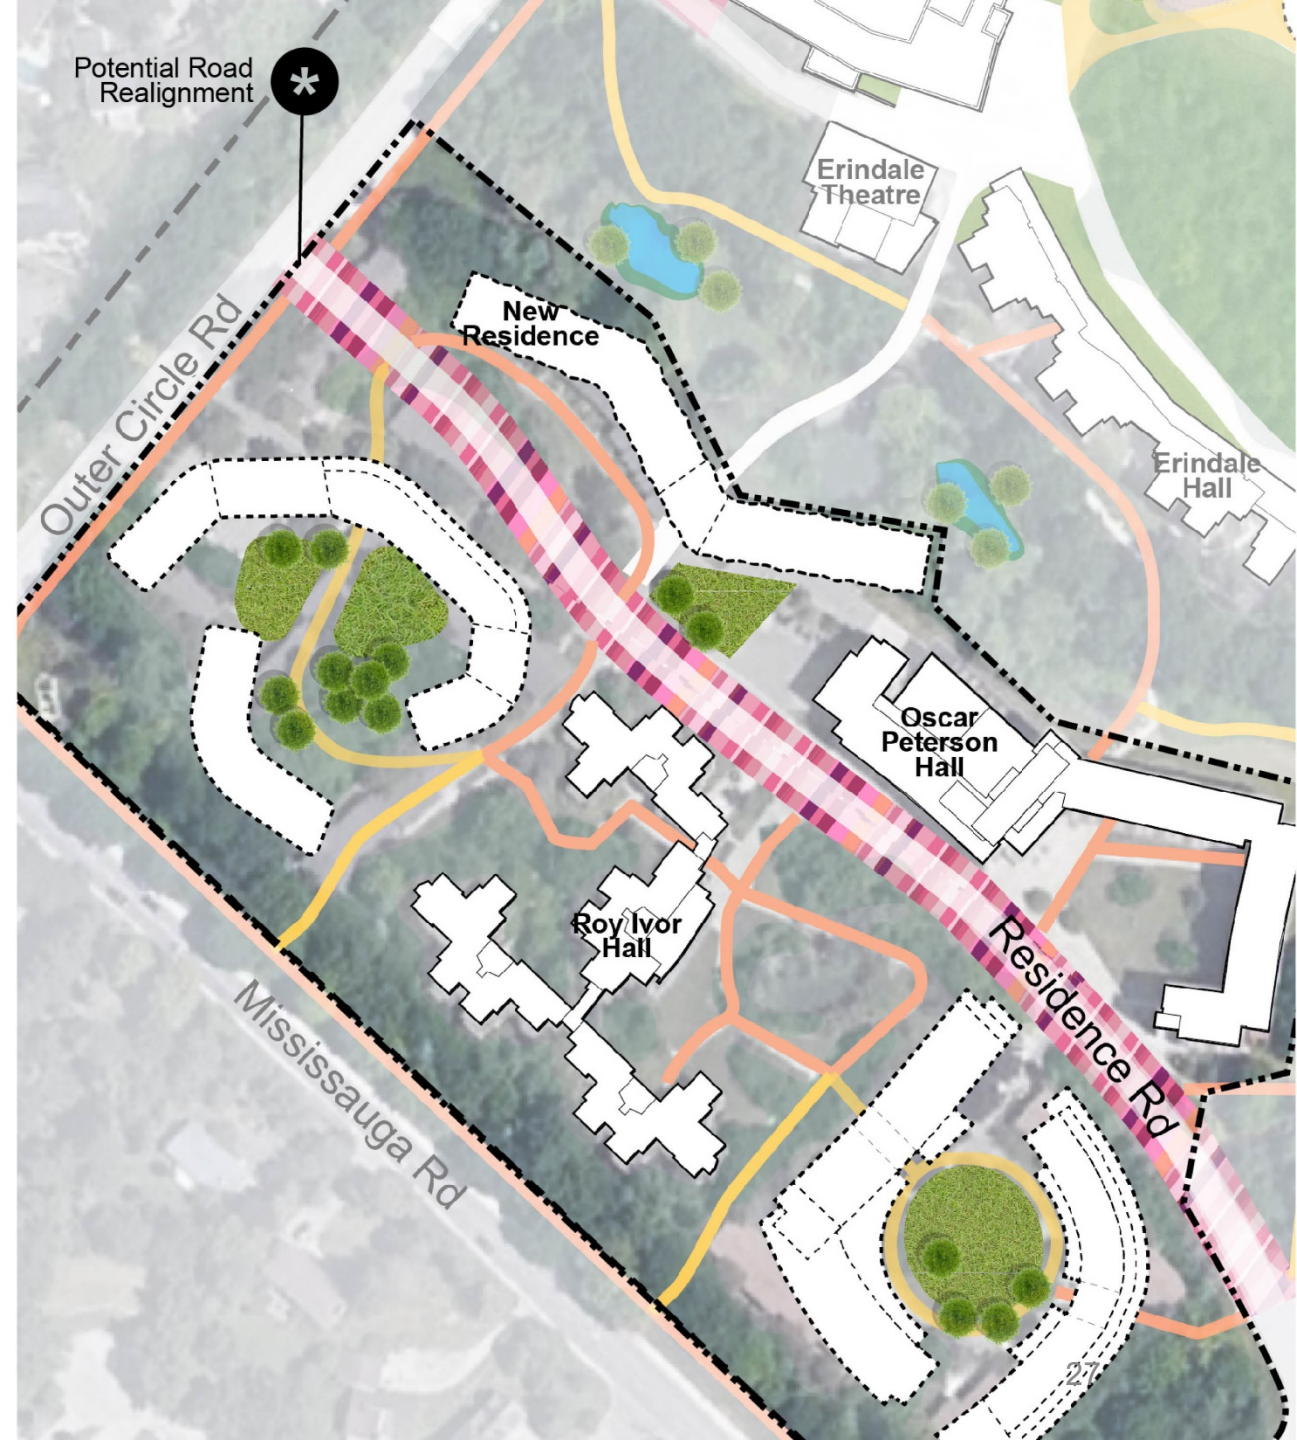 Potential Road
Realignment
*
Erindale
Theatre
New
Residence
Outer Circle Rd
Erindale
Hall
Oscar
Peterson
Hall
Roy Ivor
Hall
Residence Rd
Mississauga Rd
27